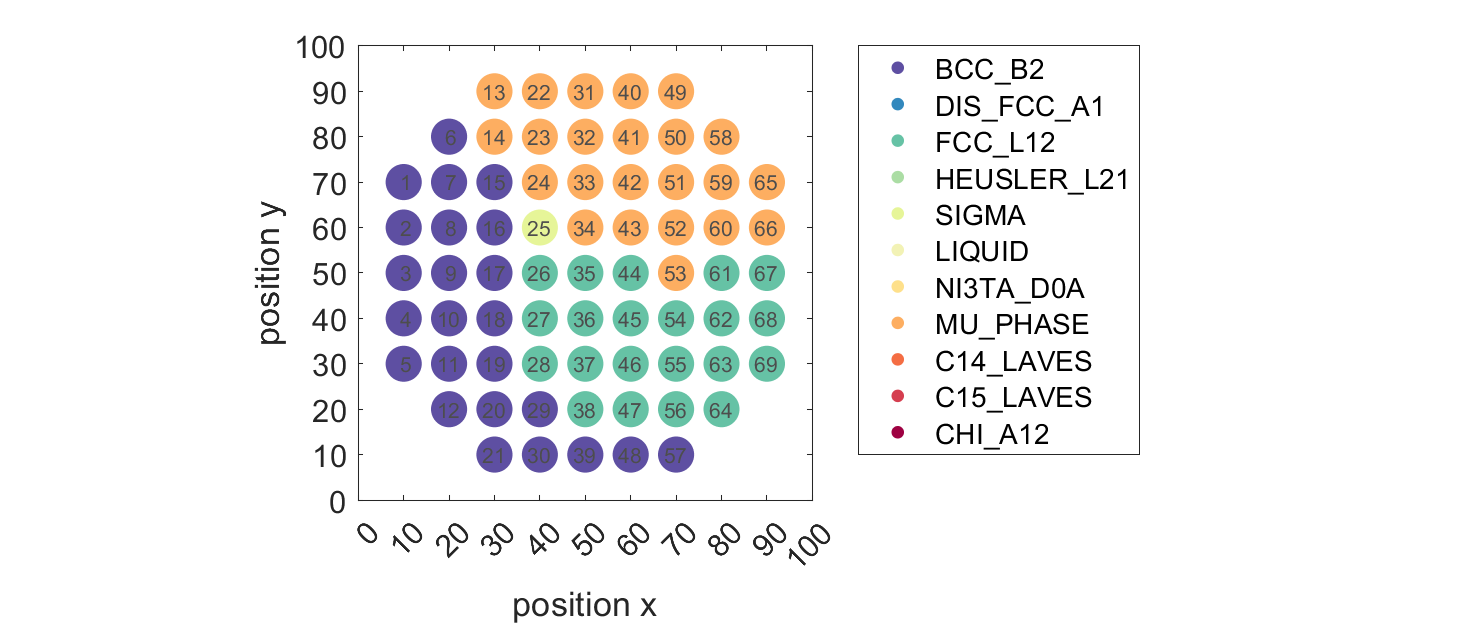 100
90 13 22 31 40 49
80 6 14 23 32 41 50 58
70 1 7 15 24 33 42 51 59 65
60 2 8 16 25 34 43 52 60 66
50 3 9 17 26 35 44 53 61 67
40 4 10 18 27 36 45 54 62 68
30 5 11 19 28 37 46 55 63 69
20 12 20 29 38 47 56 64
10 21 30 39 48 57
0
0 10 20 30 40 50 60 70 80 90 100
position x
position y
BCC_B2
DIS_FCC_A1
FCC_L12
HEUSLER_L21
SIGMA
LIQUID
NI3TA_D0A
MU_PHASE
C14_LAVES
C15_LAVES
CHI_A12